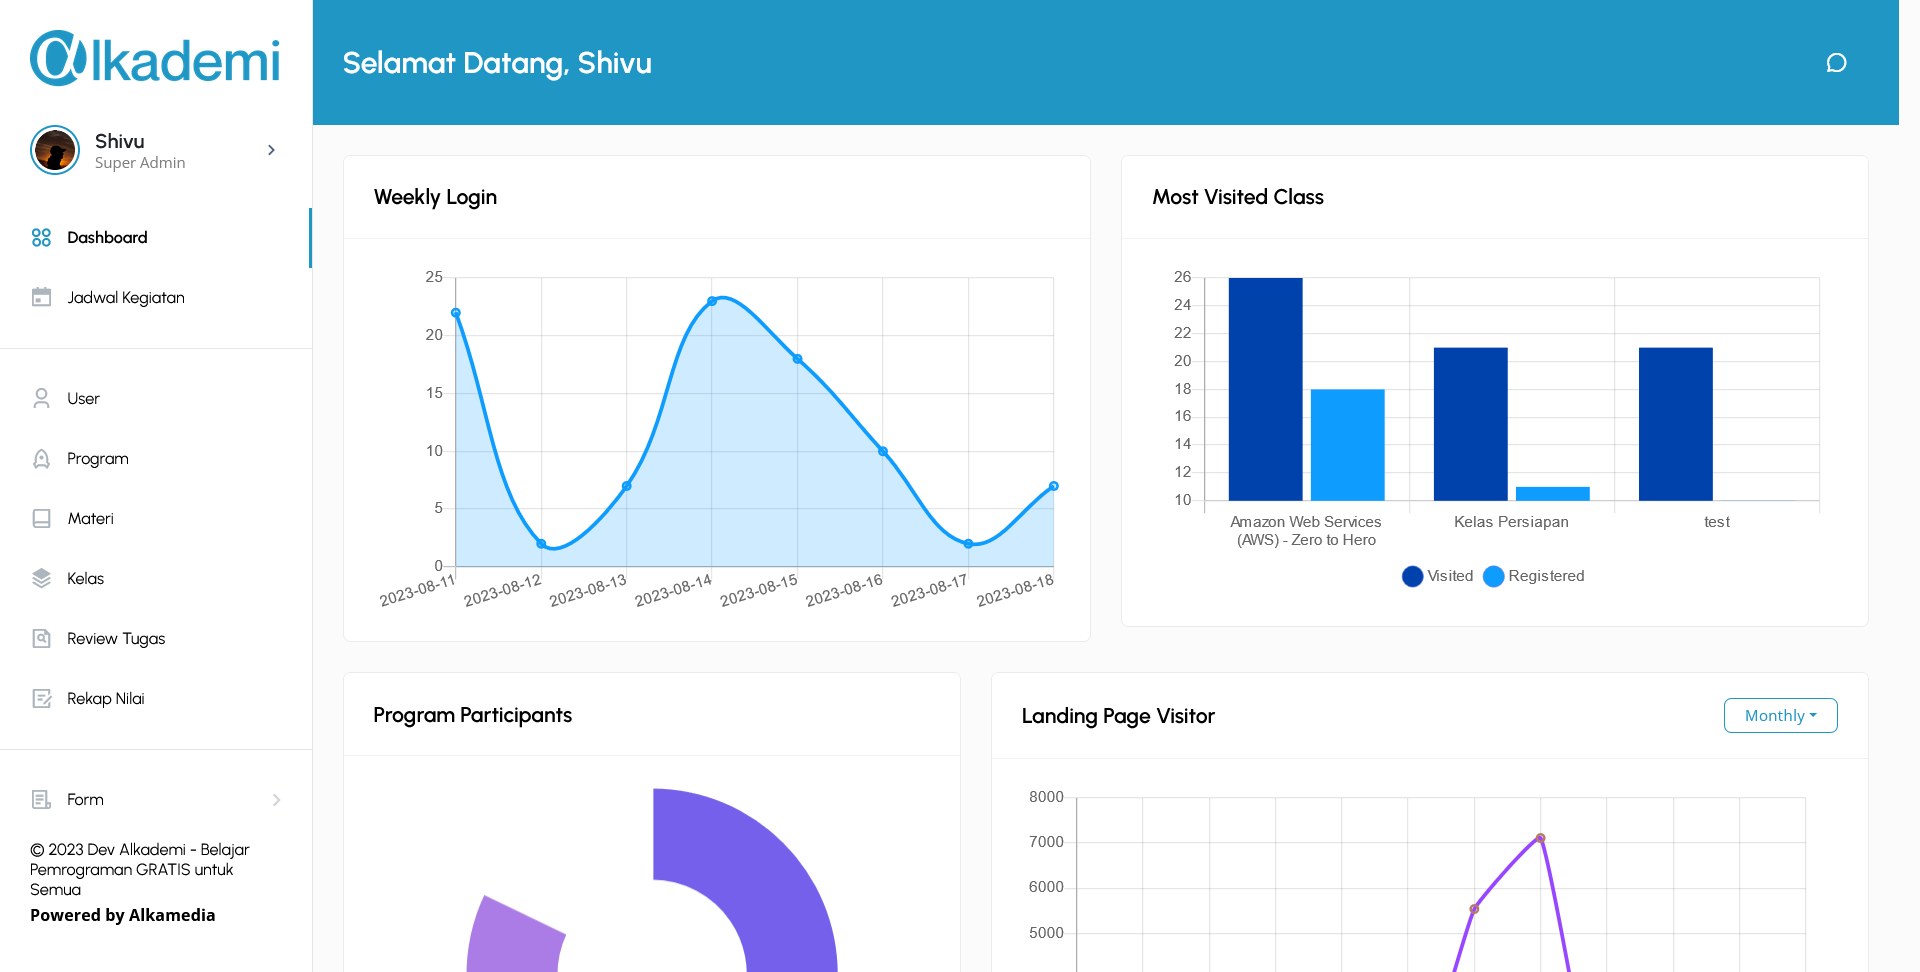 Alkademi
Shivu
Super Admin
Dashboard
Jadwal Kegiatan
User
Program
Materi
Kelas
Review Tugas
Rekap Nilai
Form
© 2023 Dev Alkademi - Belajar
Pemrograman GRATIS untuk
Semua
Powered by Alkamedia
Selamat Datang, Shivu
Weekly Login
25
20
15
10
5
0
2023-08-11
2023-08-12
2023-08-13
2023-08-14
2023-08-15
2023-08-16
2023-08-17
2023-08-18
Most Visited Class
26
24
22
20
18
16
14
12
10
Amazon Web Services
(AWS) - Zero to Hero
Kelas Persiapan
test
Visited
Registered
Program Participants
Landing Page Visitor
Monthly
8000
7000
6000
5000